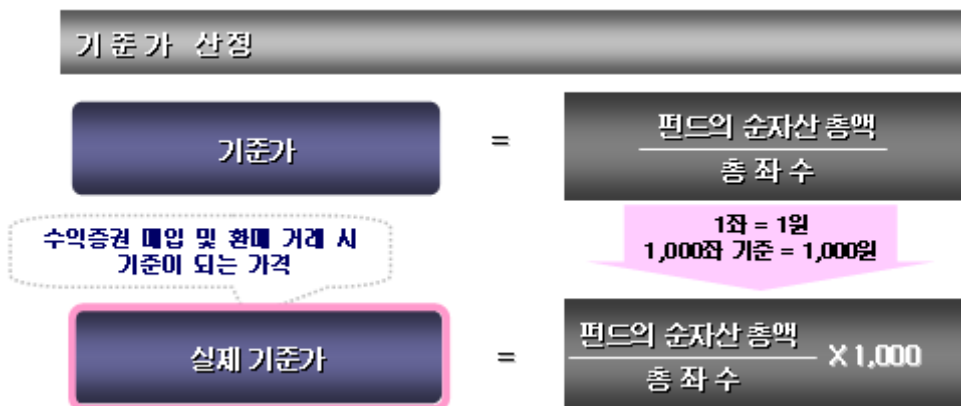 기준가 산정
기준가
=
펀드의 순자산 총액
총 좌 수
수익증권 매입 및 환매 거래 시
기준이 되는 가격
1좌 = 1원
1,000좌 기준 = 1,000원
실제 기준가
=
펀드의 순자산 총액
총 좌 수
X 1,000